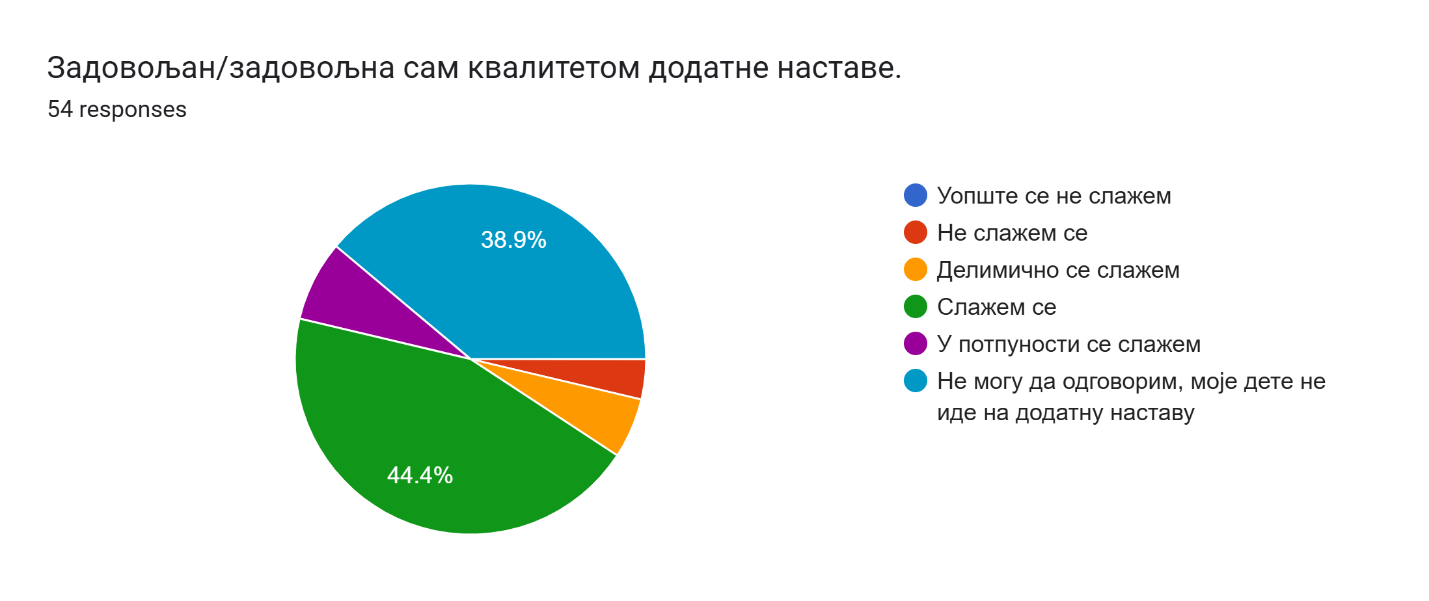 Задовољан/задовољна сам квалитетом додатне наставе.
54 responses
38.9%
44.4%
Уопште се не слажем
Не слажем се
Делимично се слажем
Слажем се
У потпуности се слажем
Не могу да одговорим, моје дете не
иде на додатну наставу